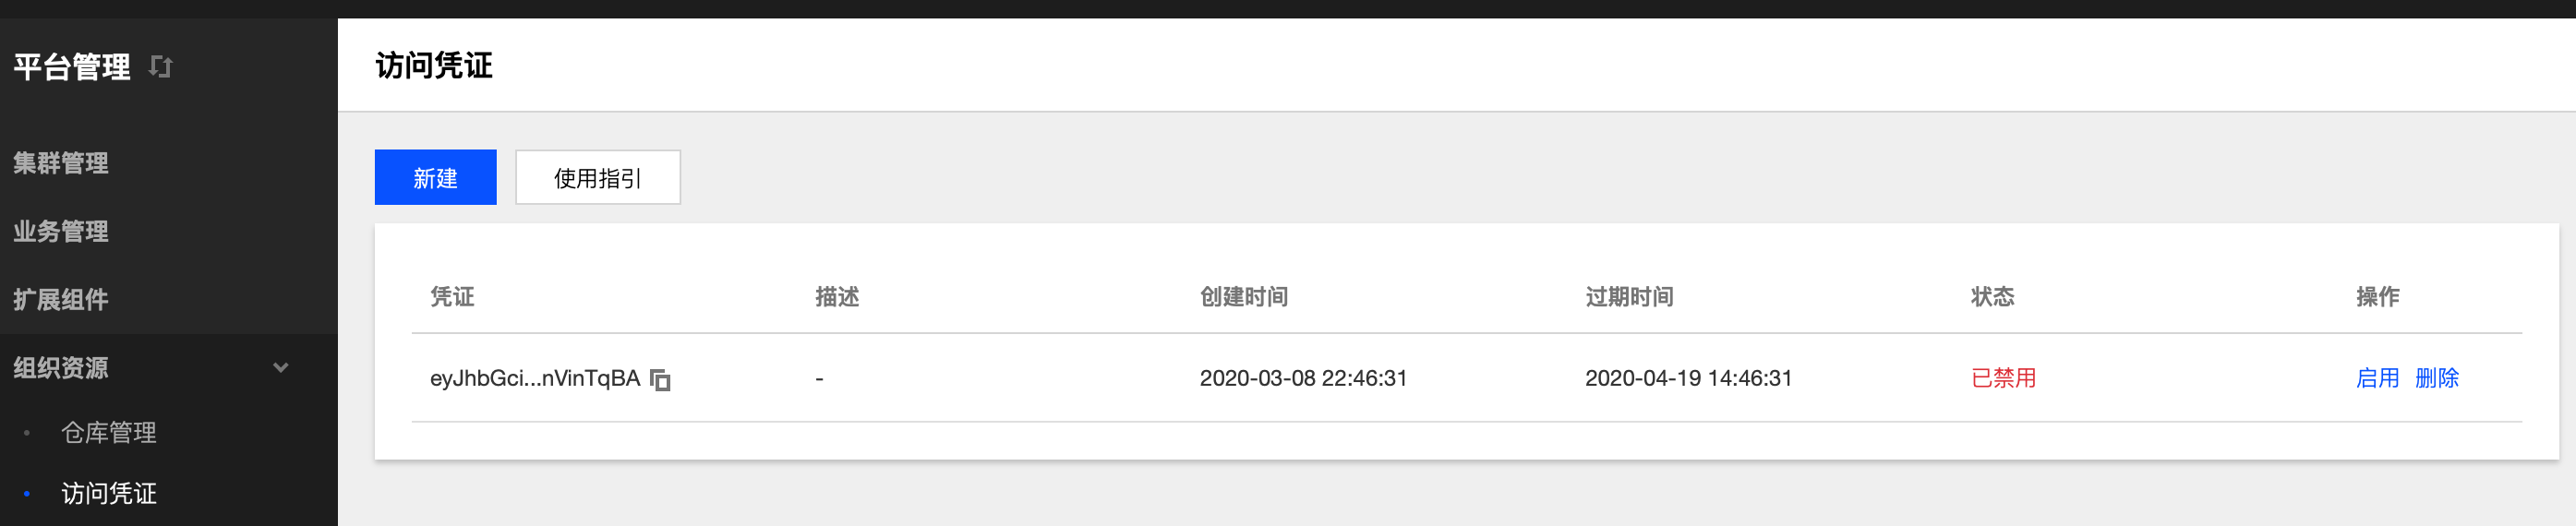 平台管理
访问凭证
集群管理
业务管理
扩展组件
组织资源
仓库管理
访问凭证
新建 使用指引
凭证 描述 创建时间 过期时间 状态 操作
eyJhbGci...nVinTqBA - 2020-03-08 22:46:31 2020-04-19 14:46:31 已禁用 启用 删除